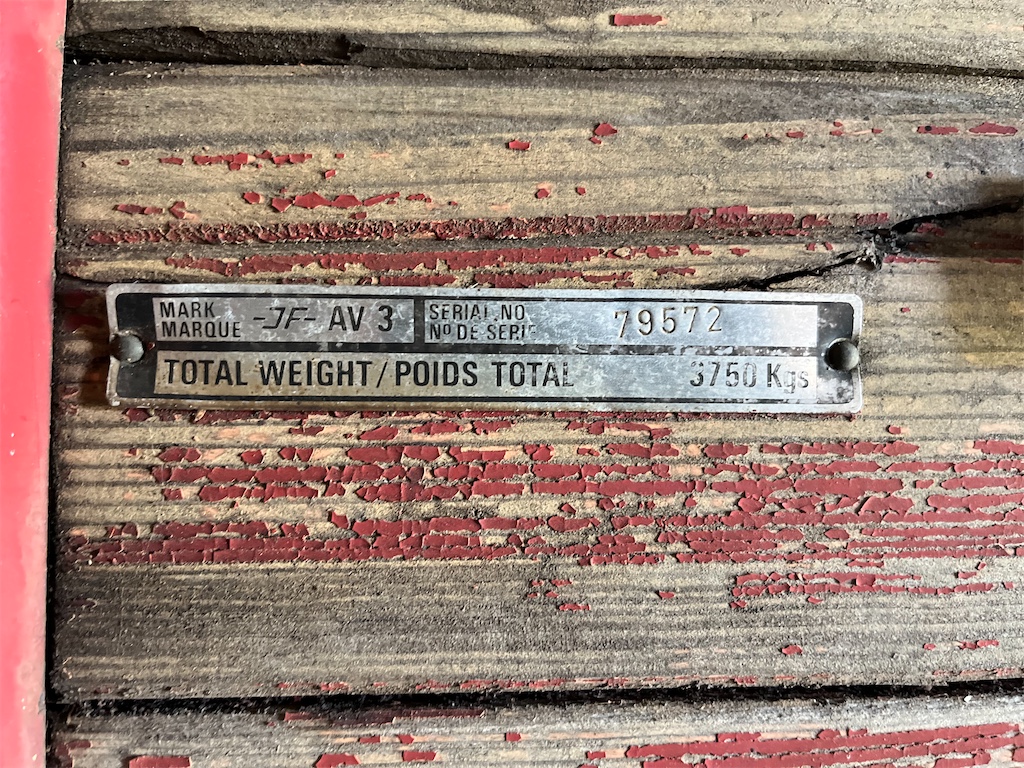 MARK
MARQUE
-JF- AV 3
SERIAL.NO
Nº DE SERIE
79572
TOTAL WEIGHT/POIDS TOTAL
3750 Kgs